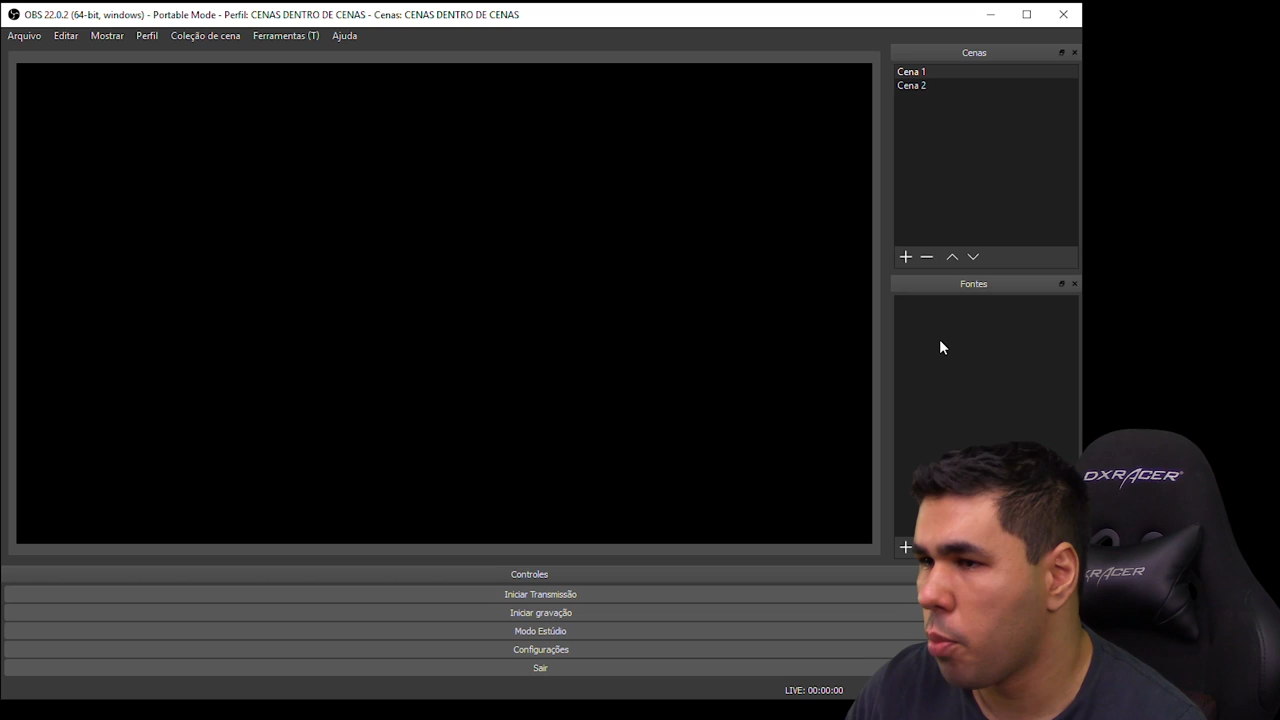 OBS 22.0.2 (64-bit, windows) - Portable Mode - Perfil: CENAS DENTRO DE CENAS - Cenas: CENAS DENTRO DE CENAS
Arquivo Editar Mostrar Perfil Coleção de cena Ferramentas (T) Ajuda
Cenas
Cena 1
Cena 2
Fontes
DXRACER
XRACER
Controles
Iniciar Transmissão
Iniciar gravação
Modo Estúdio
Configurações
Sair
LIVE: 00:00:00